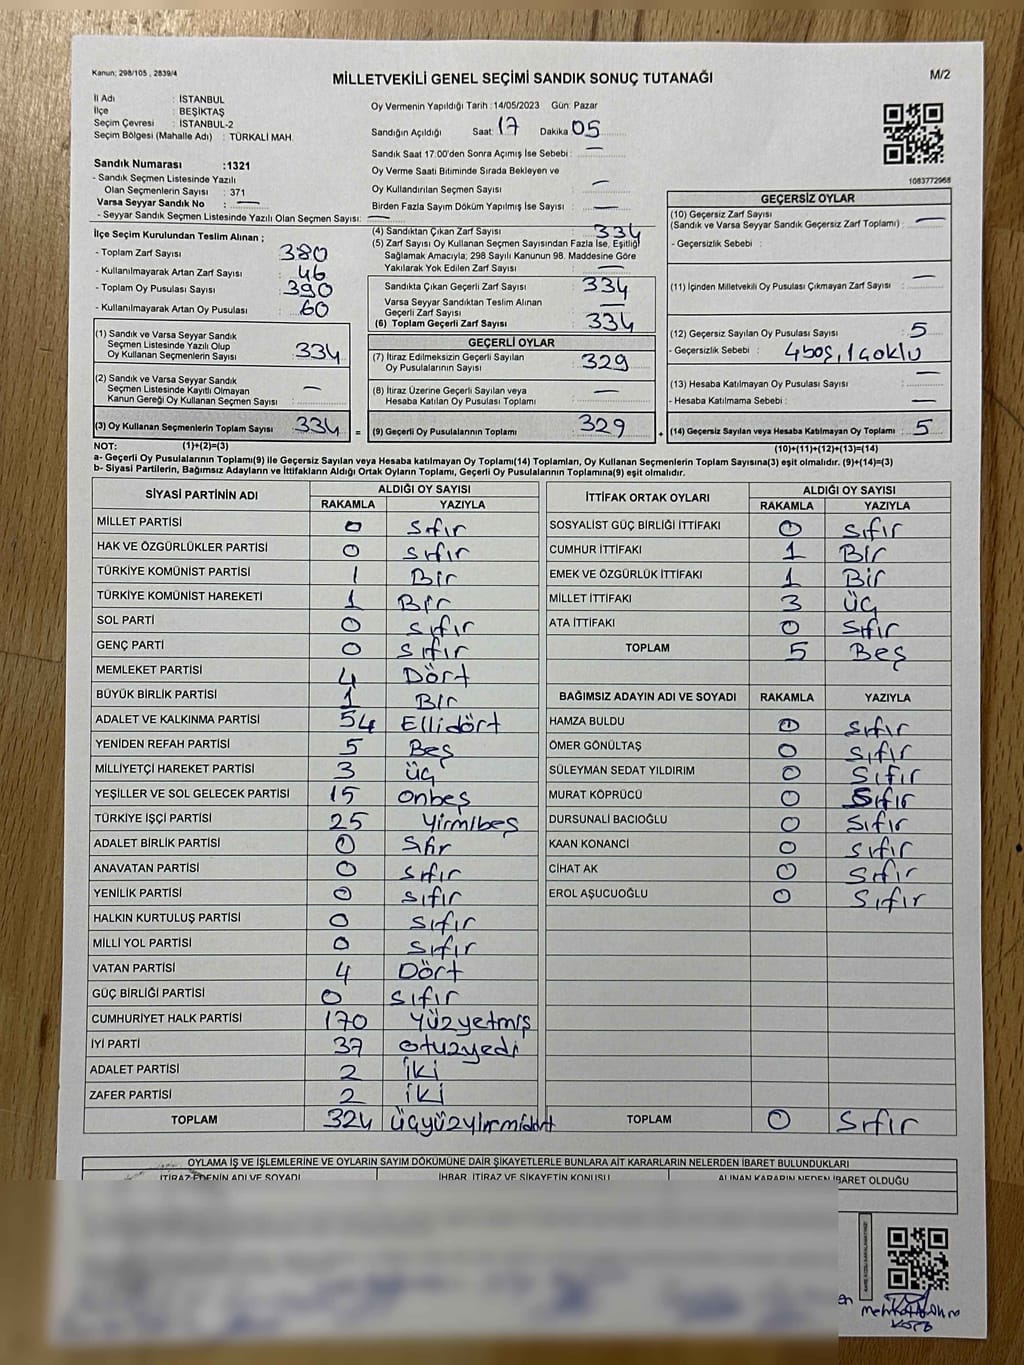 Kanun; 298/105 , 2839/4
MİLLETVEKİLİ GENEL SEÇİMİ SANDIK SONUÇ TUTANAĞI
M/2
İl Adı : İSTANBUL
İlçe : BEŞİKTAŞ
Seçim Çevresi : İSTANBUL-2
Seçim Bölgesi (Mahalle Adı) : TÜRKALİ MAH.
Sandık Numarası :1321
- Sandık Seçmen Listesinde Yazılı
Olan Seçmenlerin Sayısı : 371
Varsa Seyyar Sandık No : —
- Seyyar Sandık Seçmen Listesinde Yazılı Olan Seçmen Sayısı: —
Oy Vermenin Yapıldığı Tarih : 14/05/2023 Gün: Pazar
Sandığın Açıldığı Saat: 17 Dakika 05
Sandık Saat 17.00'den Sonra Açımış İse Sebebi : —
Oy Verme Saati Bitiminde Sırada Bekleyen ve
Oy Kullandırılan Seçmen Sayısı : —
Birden Fazla Sayım Döküm Yapılmış İse Sayısı : —
1083772968
İlçe Seçim Kurulundan Teslim Alınan ;
- Toplam Zarf Sayısı : 380
- Kullanılmayarak Artan Zarf Sayısı : 46
- Toplam Oy Pusulası Sayısı : 390
- Kullanılmayarak Artan Oy Pusulası : 60
(1) Sandık ve Varsa Seyyar Sandık
Seçmen Listesinde Yazılı Olup
Oy Kullanan Seçmenlerin Sayısı : 334
(2) Sandık ve Varsa Seyyar Sandık
Seçmen Listesinde Kayıtlı Olmayan
Kanun Gereği Oy Kullanan Seçmen Sayısı : —
(3) Oy Kullanan Seçmenlerin Toplam Sayısı : 334 =
(4) Sandıktan Çıkan Zarf Sayısı : 334
(5) Zarf Sayısı Oy Kullanan Seçmen Sayısından Fazla İse, Eşitliği
Sağlamak Amacıyla, 298 Sayılı Kanunun 98. Maddesine Göre
Yakılarak Yok Edilen Zarf Sayısı : —
Sandıkta Çıkan Geçerli Zarf Sayısı : 334
Varsa Seyyar Sandıktan Teslim Alınan
Geçerli Zarf Sayısı : —
(6) Toplam Geçerli Zarf Sayısı : 334
GEÇERLİ OYLAR
(7) İtiraz Edilmeksizin Geçerli Sayılan
Oy Pusulalarının Sayısı : 329
(8) İtiraz Üzerine Geçerli Sayılan veya
Hesaba Katılan Oy Pusulası Toplamı : —
(9) Geçerli Oy Pusulalarının Toplamı : 329 +
GEÇERSİZ OYLAR
(10) Geçersiz Zarf Sayısı
(Sandık ve Varsa Seyyar Sandık Geçersiz Zarf Toplamı) : —
- Geçersizlik Sebebi :
(11) İçinden Milletvekili Oy Pusulası Çıkmayan Zarf Sayısı : —
(12) Geçersiz Sayılan Oy Pusulası Sayısı : 5
- Geçersizlik Sebebi : 4 boş, 1 çoklu
(13) Hesaba Katılmayan Oy Pusulası Sayısı : —
- Hesaba Katılmama Sebebi : —
(14) Geçersiz Sayılan veya Hesaba Katılmayan Oy Toplamı : 5
NOT: (1)+(2)=(3) (10)+(11)+(12)+(13)=(14)
a- Geçerli Oy Pusulalarının Toplamı(9) ile Geçersiz Sayılan veya Hesaba Katılmayan Oy Toplamı(14) Toplamları, Oy Kullanan Seçmenlerin Toplam Sayısına(3) eşit olmalıdır. (9)+(14)=(3)
b- Siyasi Partilerin, Bağımsız Adayların ve İttifakların Aldığı Ortak Oyların Toplamı, Geçerli Oy Pusulalarının Toplamına(9) eşit olmalıdır.
SİYASİ PARTİNİN ADI ALDIĞI OY SAYISI
RAKAMLA YAZIYLA
MİLLET PARTİSİ 0 Sıfır
HAK VE ÖZGÜRLÜKLER PARTİSİ 0 sıfır
TÜRKİYE KOMÜNİST PARTİSİ 1 Bir
TÜRKİYE KOMÜNİST HAREKETİ 1 Bir
SOL PARTİ 0 sıfır
GENÇ PARTİ 0 sıfır
MEMLEKET PARTİSİ 4 Dört
BÜYÜK BİRLİK PARTİSİ 1 Bir
ADALET VE KALKINMA PARTİSİ 54 Ellidört
YENİDEN REFAH PARTİSİ 5 Beş
MİLLİYETÇİ HAREKET PARTİSİ 3 üç
YEŞİLLER VE SOL GELECEK PARTİSİ 15 onbeş
TÜRKİYE İŞÇİ PARTİSİ 25 Yirmibeş
ADALET BİRLİK PARTİSİ 0 Sıfır
ANAVATAN PARTİSİ 0 sıfır
YENİLİK PARTİSİ 0 sıfır
HALKIN KURTULUŞ PARTİSİ 0 sıfır
MİLLİ YOL PARTİSİ 0 sıfır
VATAN PARTİSİ 4 Dört
GÜÇ BİRLİĞİ PARTİSİ 0 sıfır
CUMHURİYET HALK PARTİSİ 170 Yüzyetmiş
İYİ PARTİ 37 otuzyedi
ADALET PARTİSİ 2 iki
ZAFER PARTİSİ 2 iki
TOPLAM 324 üçyüzyirmidört
İTTİFAK ORTAK OYLARI ALDIĞI OY SAYISI
RAKAMLA YAZIYLA
SOSYALİST GÜÇ BİRLİĞİ İTTİFAKI 0 Sıfır
CUMHUR İTTİFAKI 1 Bir
EMEK VE ÖZGÜRLÜK İTTİFAKI 1 Bir
MİLLET İTTİFAKI 3 üç
ATA İTTİFAKI 0 Sıfır
TOPLAM 5 Beş
BAĞIMSIZ ADAYIN ADI VE SOYADI RAKAMLA YAZIYLA
HAMZA BULDU 0 Sıfır
ÖMER GÖNÜLTAŞ 0 Sıfır
SÜLEYMAN SEDAT YILDIRIM 0 Sıfır
MURAT KÖPRÜCÜ 0 Sıfır
DURSUNALİ BACIOĞLU 0 Sıfır
KAAN KONANCİ 0 Sıfır
CİHAT AK 0 Sıfır
EROL AŞUCUOĞLU 0 Sıfır
TOPLAM 0 Sıfır
OYLAMA İŞ VE İŞLEMLERİNE VE OYLARIN SAYIM DÖKÜMÜNE DAİR ŞİKAYETLERLE BUNLARA AİT KARARLARIN NELERDEN İBARET BULUNDUKLARI
İTİRAZ EDENİN ADI VE SOYADI İHBAR, İTİRAZ VE ŞİKAYETİN KONUSU ALINAN KARARIN NEDEN İBARET OLDUĞU